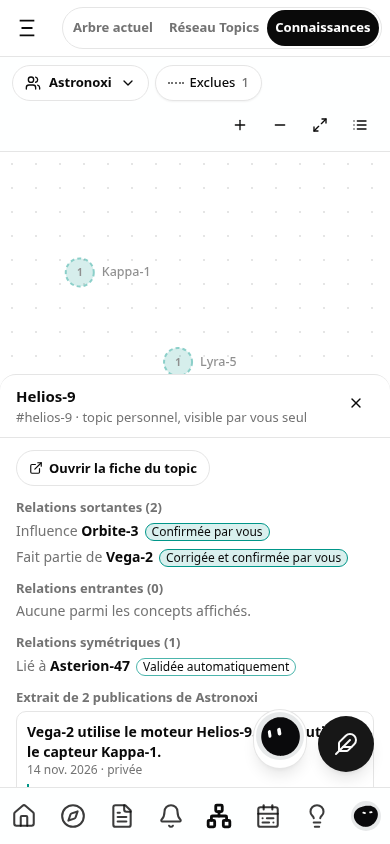 Arbre actuel Réseau Topics Connaissances
Astronoxi Exclues 1
1 Kappa-1
1 Lyra-5
Helios-9
#helios-9 · topic personnel, visible par vous seul
Ouvrir la fiche du topic
Relations sortantes (2)
Influence Orbite-3 Confirmée par vous
Fait partie de Vega-2 Corrigée et confirmée par vous
Relations entrantes (0)
Aucune parmi les concepts affichés.
Relations symétriques (1)
Lié à Asterion-47 Validée automatiquement
Extrait de 2 publications de Astronoxi
Vega-2 utilise le moteur Helios-9
le capteur Kappa-1.
14 nov. 2026 · privée